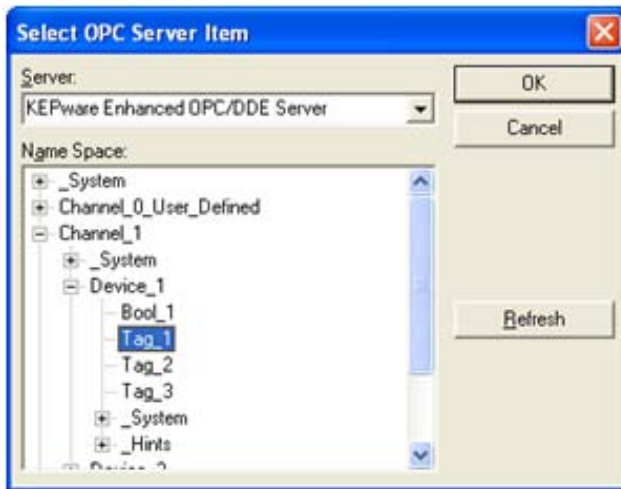 Select OPC Server Item
Server:
KEPware Enhanced OPC/DDE Server
OK
Cancel
Name Space:
_System
Channel_0_User_Defined
Channel_1
_System
Device_1
Bool_1
Tag_1
Tag_2
Tag_3
_System
_Hints
Refresh